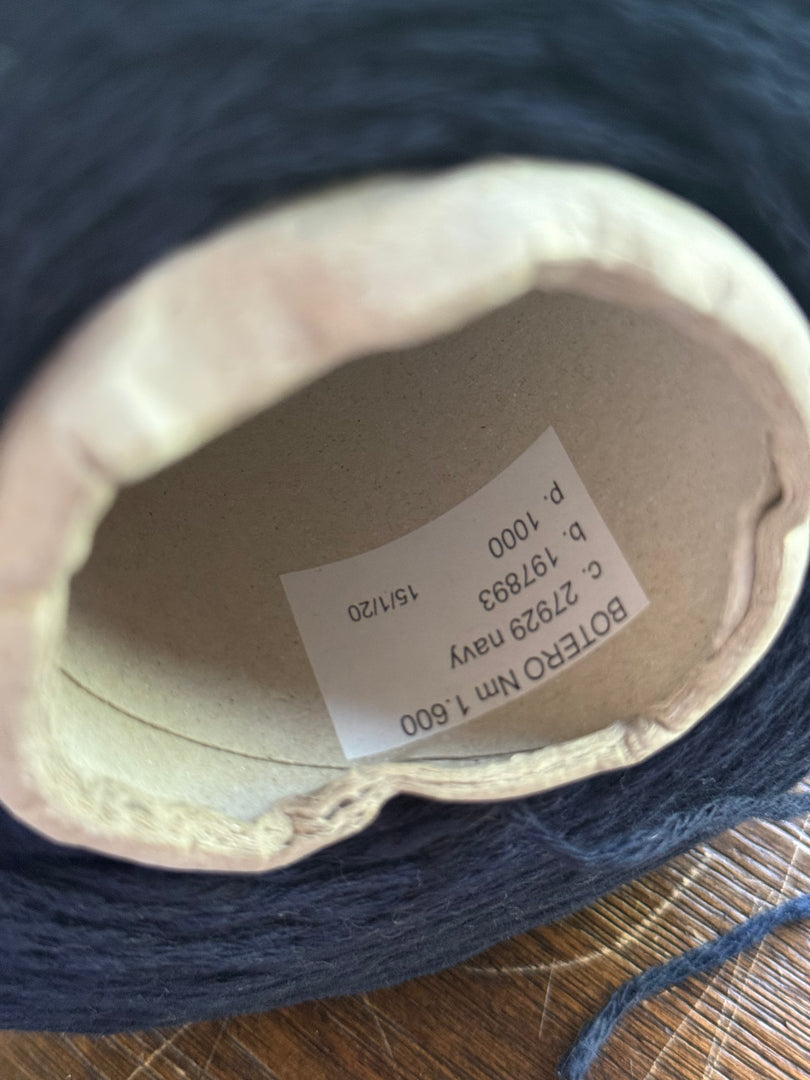 BOTERO Nm 1.600
c. 27929 navy
b. 197893
p. 1000 15/1/20